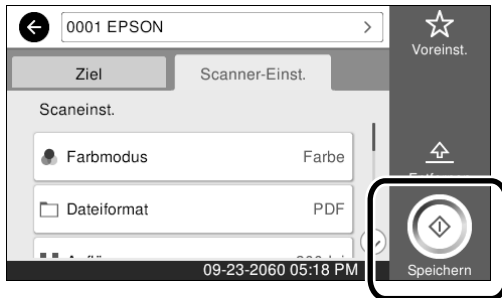 0001 EPSON
Voreinst.
Ziel
Scanner-Einst.
Scaneinst.
Farbmodus Farbe
Dateiformat PDF
09-23-2060 05:18 PM
Speichern